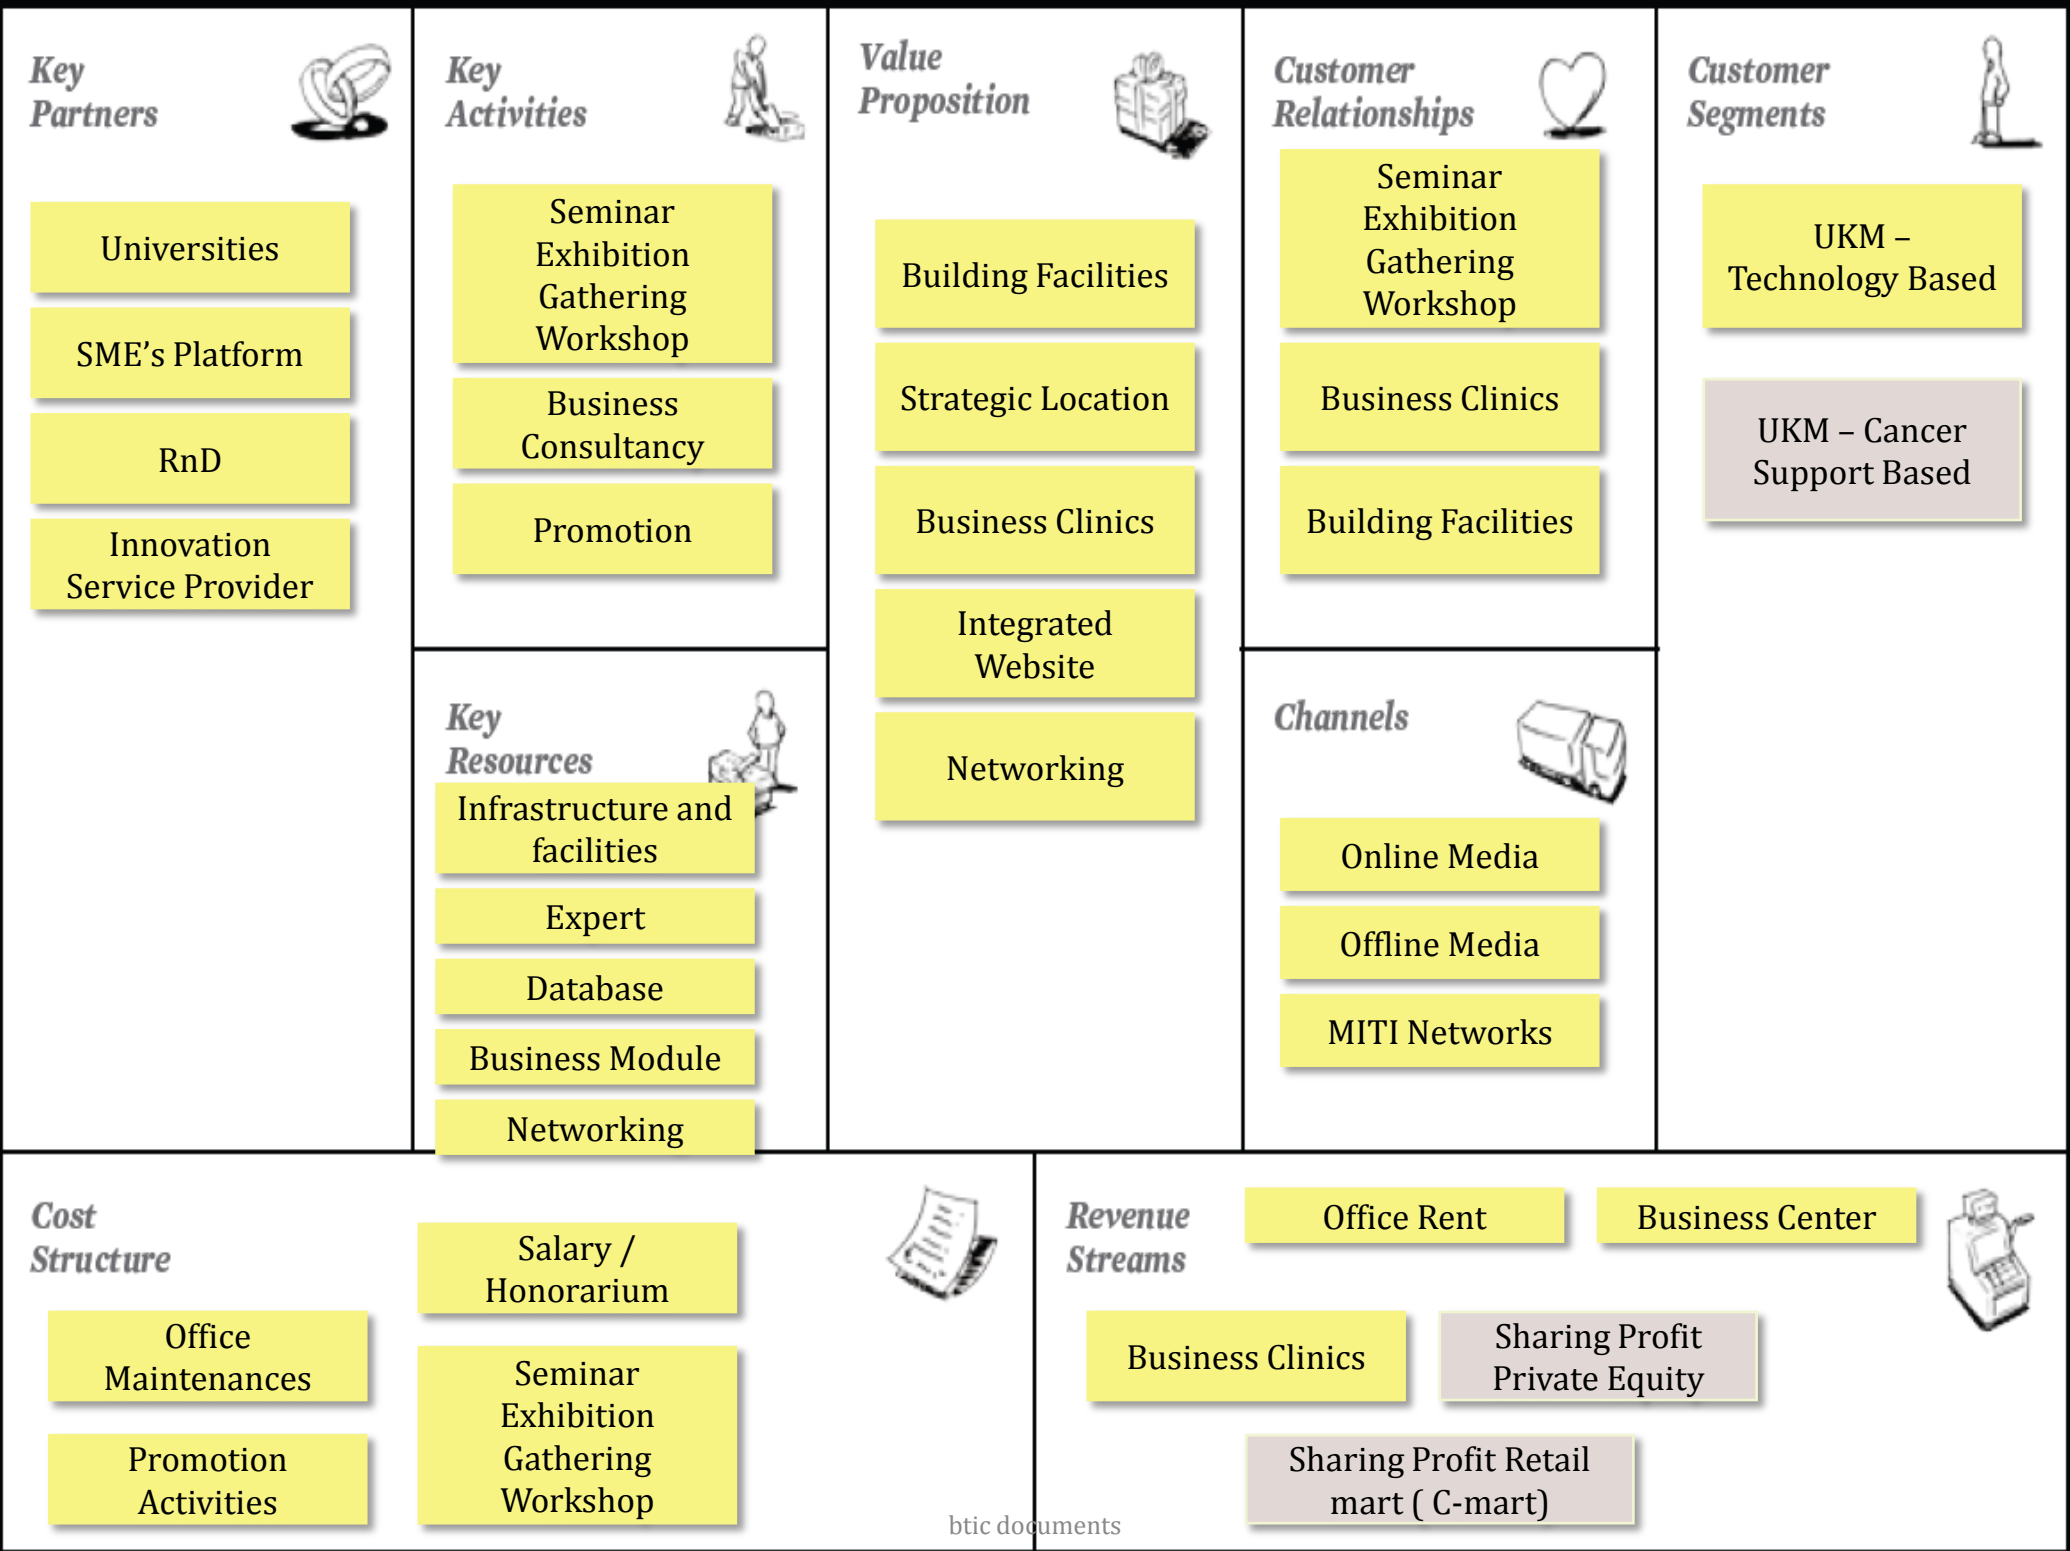 Key
Partners
Universities
SME's Platform
RnD
Innovation
Service Provider
Key
Activities
Seminar
Exhibition
Gathering
Workshop
Business
Consultancy
Promotion
Key
Resources
Infrastructure and
facilities
Expert
Database
Business Module
Networking
Value
Proposition
Building Facilities
Strategic Location
Business Clinics
Integrated
Website
Networking
Customer
Relationships
Seminar
Exhibition
Gathering
Workshop
Business Clinics
Building Facilities
Channels
Online Media
Offline Media
MITI Networks
Customer
Segments
UKM –
Technology Based
UKM – Cancer
Support Based
Cost
Structure
Office
Maintenances
Promotion
Activities
Salary /
Honorarium
Seminar
Exhibition
Gathering
Workshop
Revenue
Streams
Office Rent
Business Center
Business Clinics
Sharing Profit
Private Equity
Sharing Profit Retail
mart ( C-mart)
btic documents